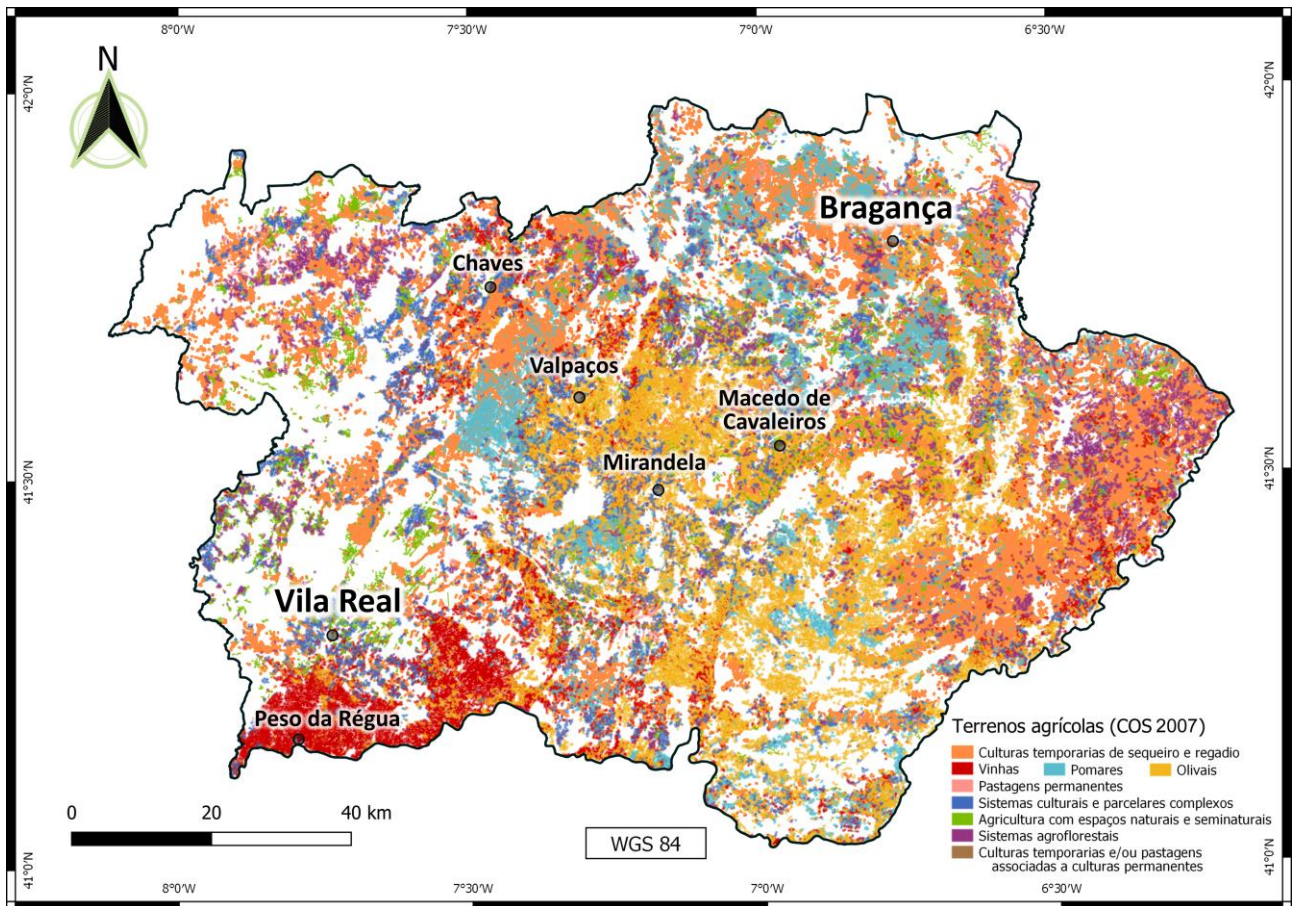 8°0'W 7°30'W 7°0'W 6°30'W
N
42°0'N 42°0'N
Bragança
Chaves
Valpaços
Macedo de
Cavaleiros
Mirandela
41°30'N 41°30'N
Vila Real
Peso da Régua
Terrenos agrícolas (COS 2007)
Culturas temporarias de sequeiro e regadio
Vinhas Pomares Olivais
Pastagens permanentes
Sistemas culturais e parcelares complexos
Agricultura com espaços naturais e seminaturais
Sistemas agroflorestais
Culturas temporarias e/ou pastagens
associadas a culturas permanentes
0 20 40 km
WGS 84
41°0'N 41°0'N
8°0'W 7°30'W 7°0'W 6°30'W